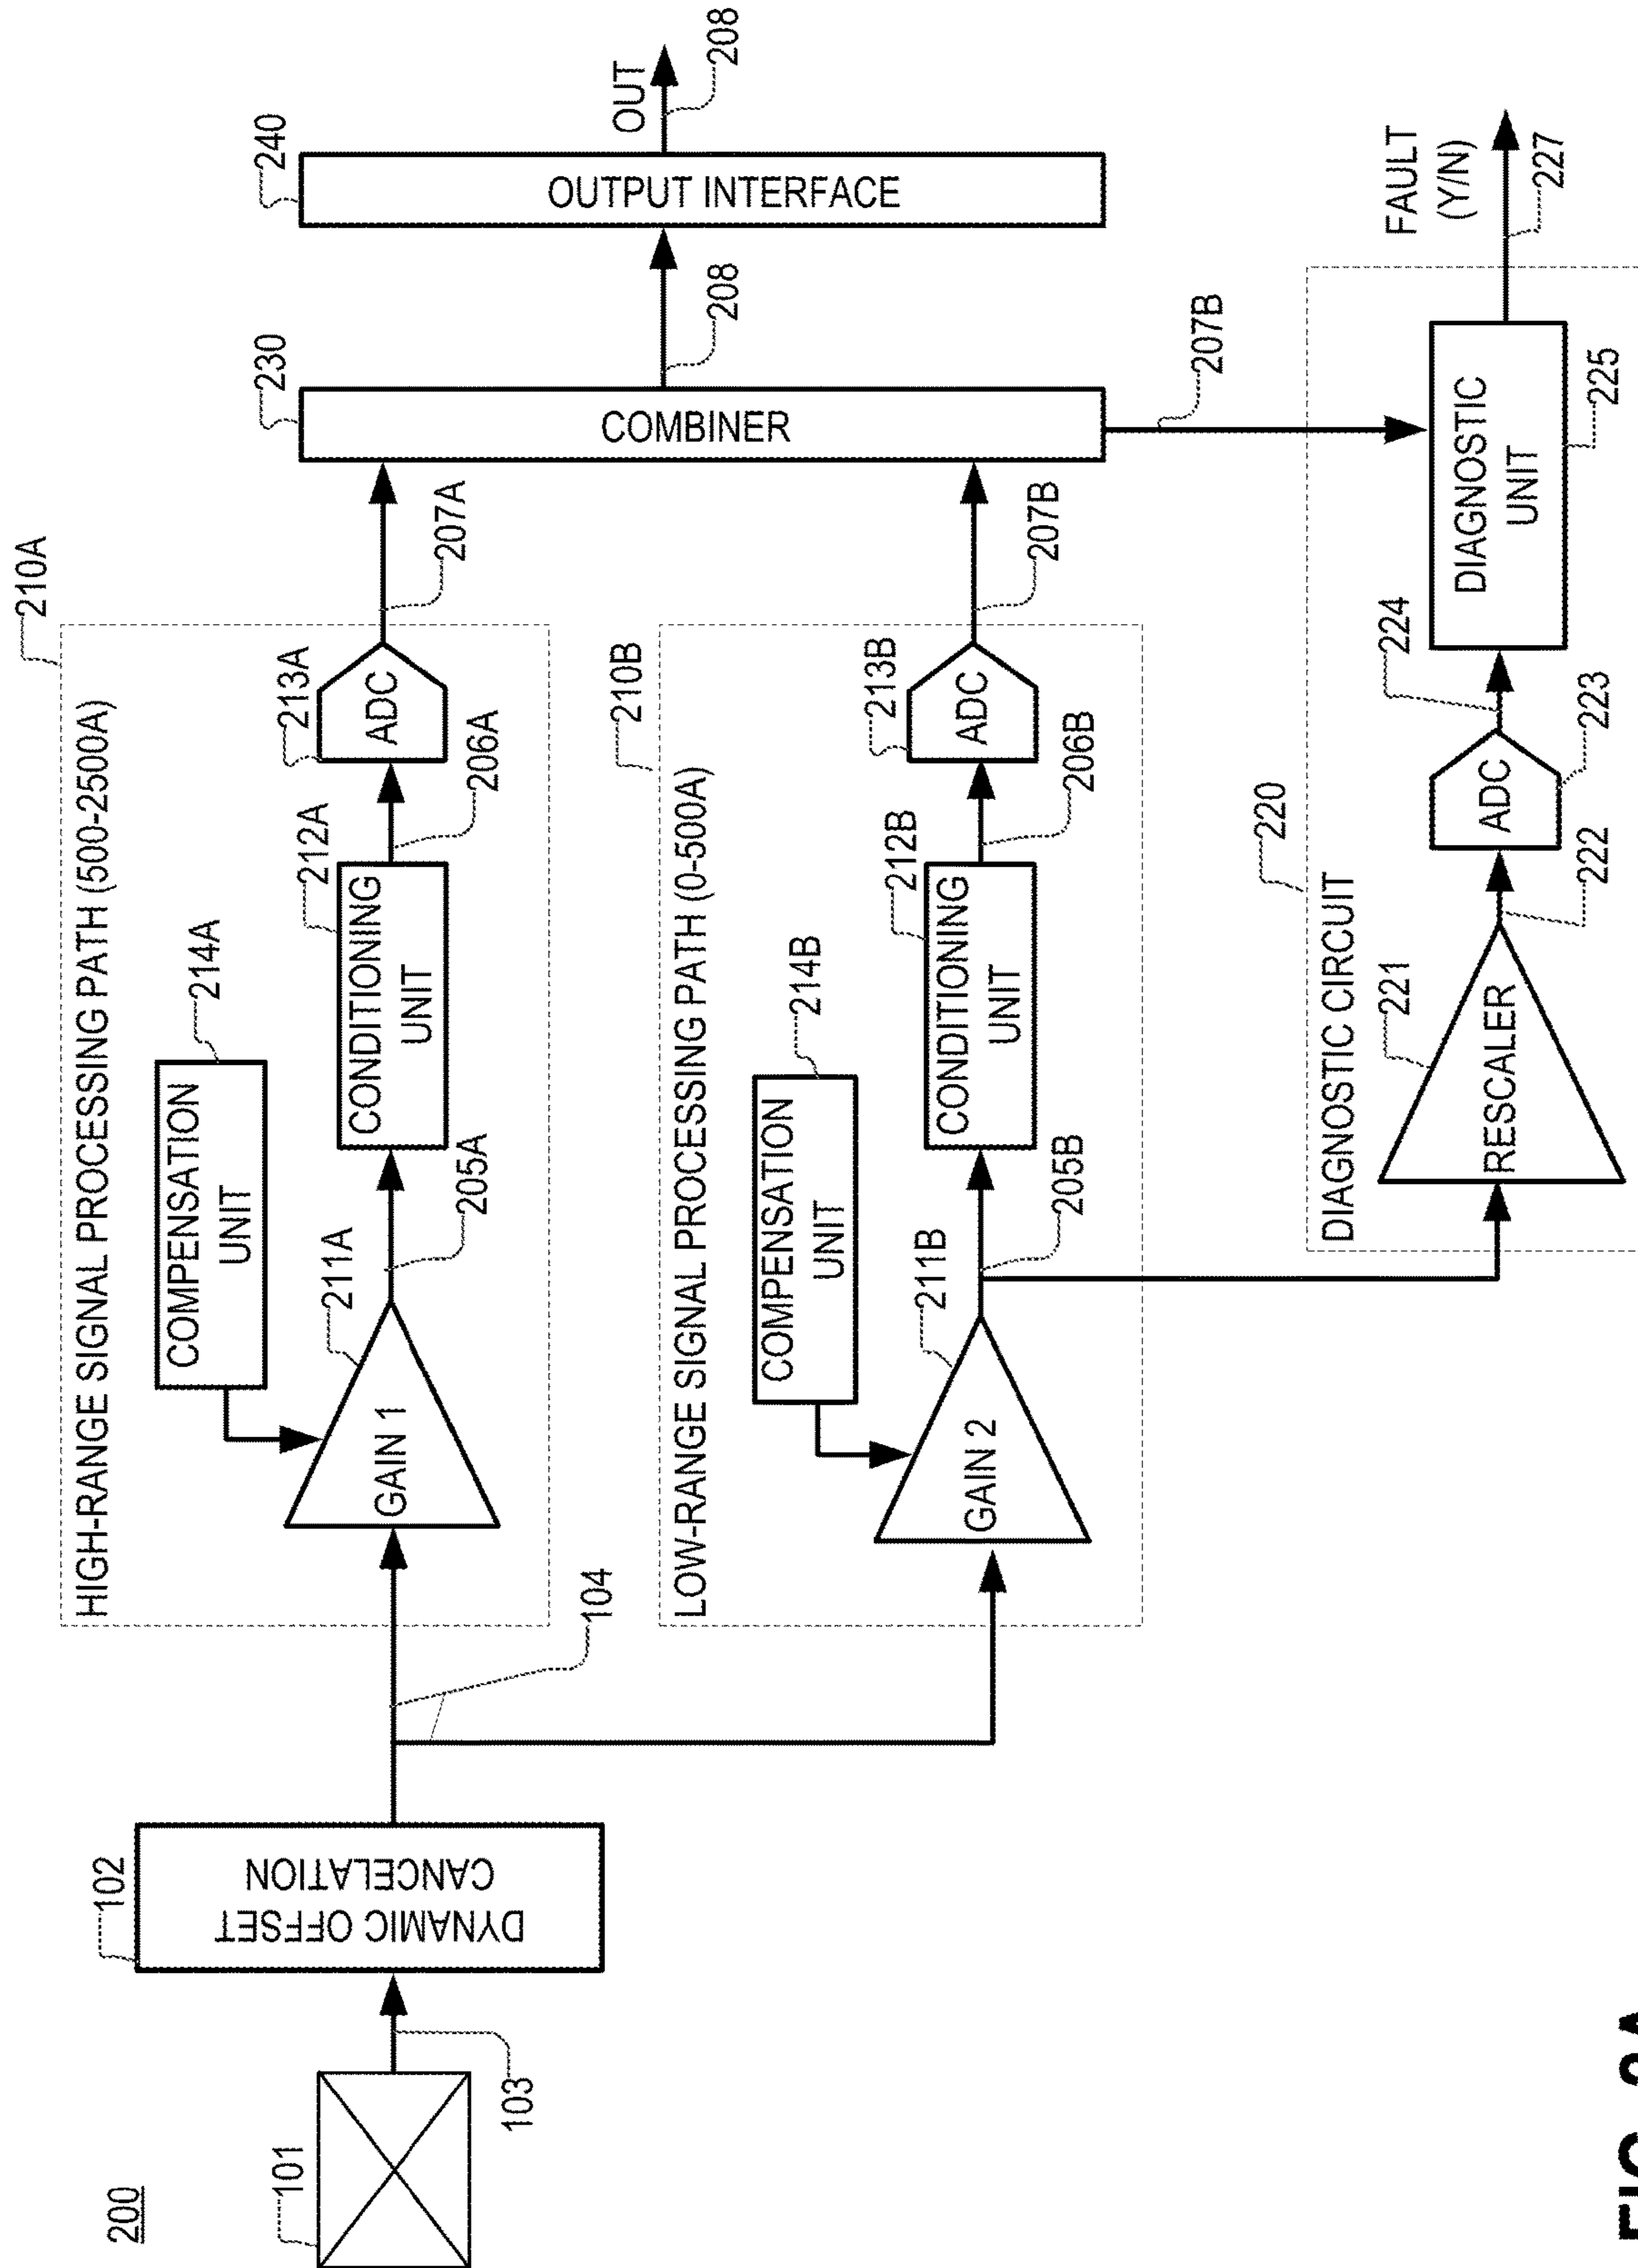 200
101
103
102
DYNAMIC OFFSET
CANCELATION
104
210A
HIGH-RANGE SIGNAL PROCESSING PATH (500-2500A)
214A
COMPENSATION
UNIT
211A
GAIN 1
205A
212A
CONDITIONING
UNIT
206A
213A
ADC
207A
210B
LOW-RANGE SIGNAL PROCESSING PATH (0-500A)
214B
COMPENSATION
UNIT
211B
GAIN 2
205B
212B
CONDITIONING
UNIT
206B
213B
ADC
207B
230
COMBINER
208
240
OUTPUT INTERFACE
OUT
208
207B
220
DIAGNOSTIC CIRCUIT
221
RESCALER
222
ADC
223
224
DIAGNOSTIC
UNIT
225
FAULT
(Y/N)
227
FIG.